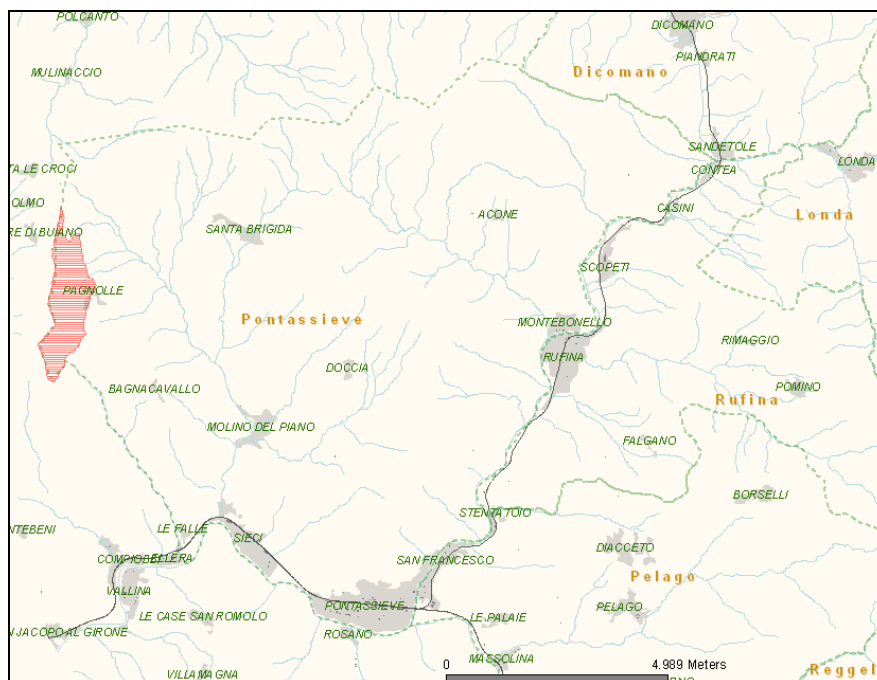 POLCANTO
DICOMANO
PIANDRATI
MULINACCIO
Dicomano
SANDETOLE
CONTEA
LONDA
TA LE CROCI
OLMO
CASINI
Londa
ACONE
SANTA BRIGIDA
RE DI BUIANO
SCOPETI
PAGNOLLE
Pontassieve
MONTEBONELLO
RUFINA
RIMAGGIO
DOCCIA
BAGNACAVALLO
POMINO
Rufina
MOLINO DEL PIANO
FALGANO
BORSELLI
STENTATOIO
LE FALLE
NTEBENI
SIECI
DIACCETO
COMPIOBBI
ELLERA
SAN FRANCESCO
Pelago
VALLINA
PONTASSIEVE
PELAGO
LE CASE SAN ROMOLO
LE PALAIE
N JACOPO AL GIRONE
ROSANO
MASSOLINA
0 4.989 Meters
VILLAMAGNA
Reggel